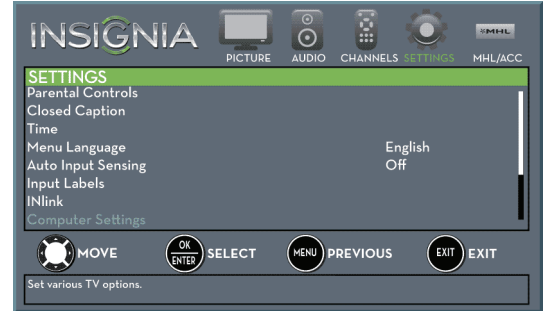 INSIGNIA
PICTURE AUDIO CHANNELS SETTINGS MHL/ACC
MHL
SETTINGS
Parental Controls
Closed Caption
Time
Menu Language English
Auto Input Sensing Off
Input Labels
INlink
Computer Settings
MOVE OK ENTER SELECT MENU PREVIOUS EXIT EXIT
Set various TV options.